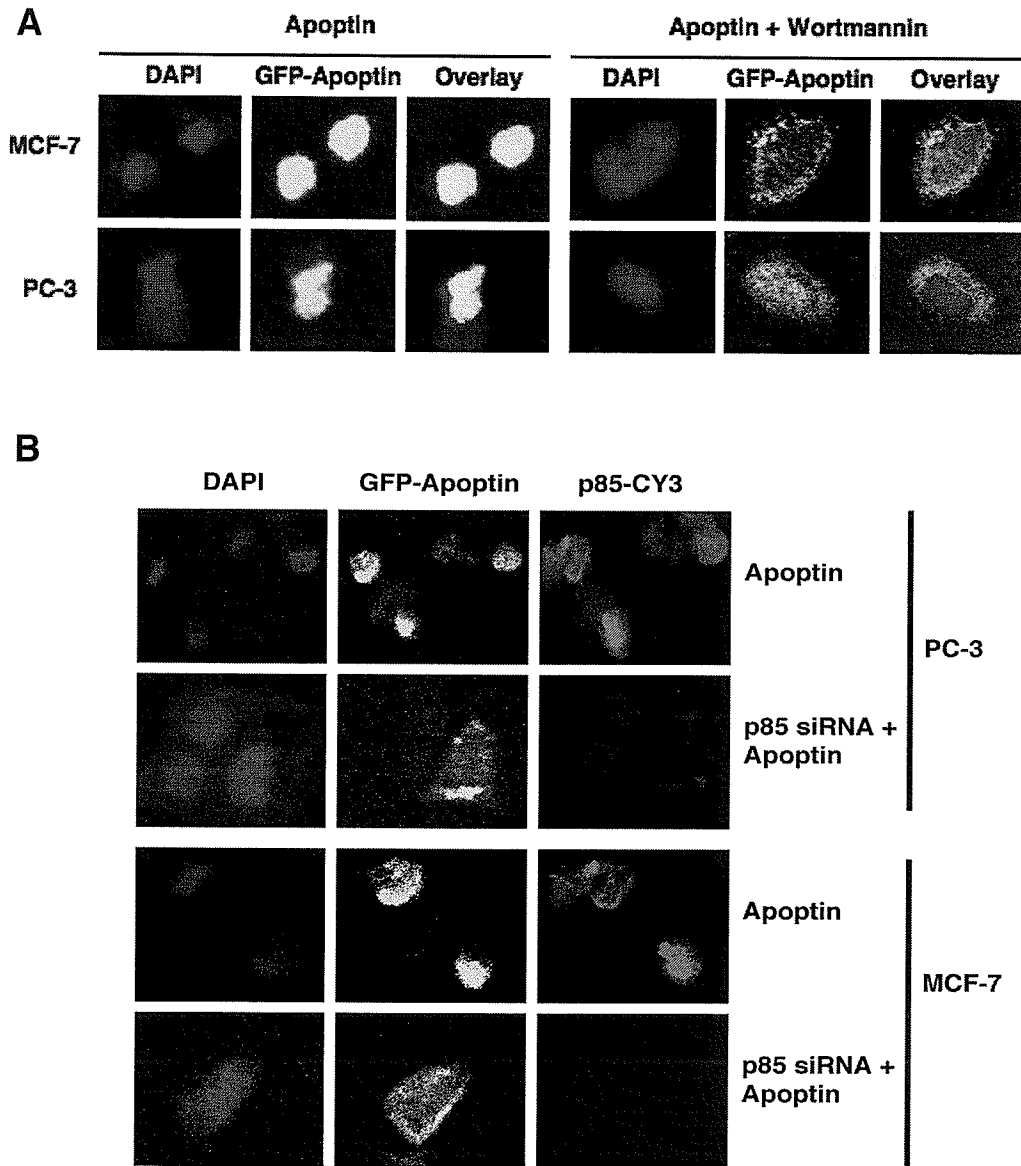 A
Apoptin
Apoptin + Wortmannin
DAPI
GFP-Apoptin
Overlay
DAPI
GFP-Apoptin
Overlay
MCF-7
PC-3
B
DAPI
GFP-Apoptin
p85-CY3
Apoptin
p85 siRNA +
Apoptin
PC-3
Apoptin
p85 siRNA +
Apoptin
MCF-7